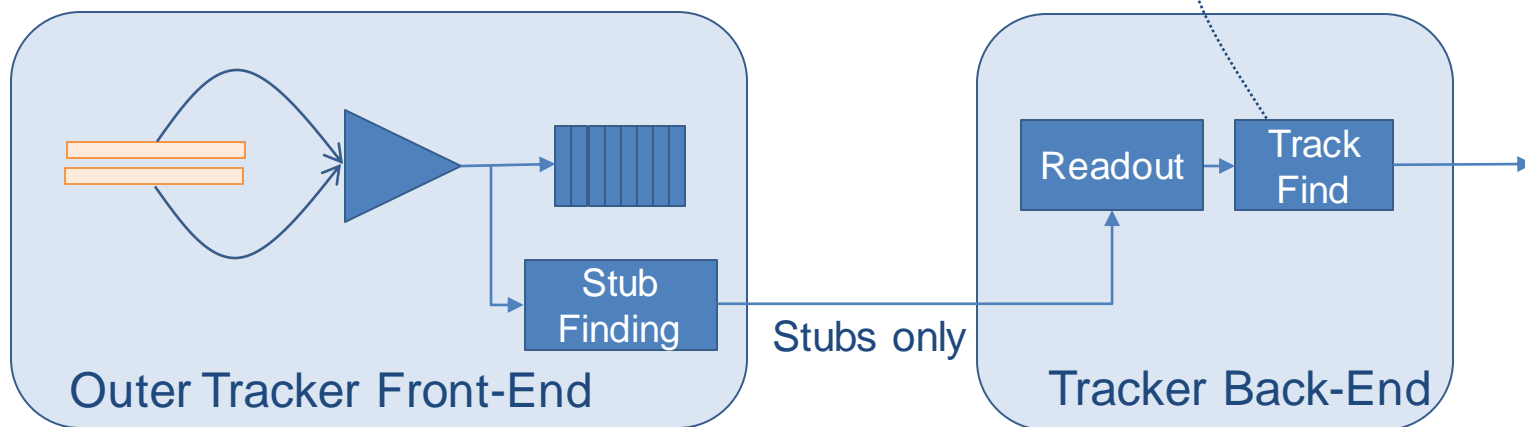 Readout
Track
Find
Stub
Finding
Stubs only
Outer Tracker Front-End
Tracker Back-End